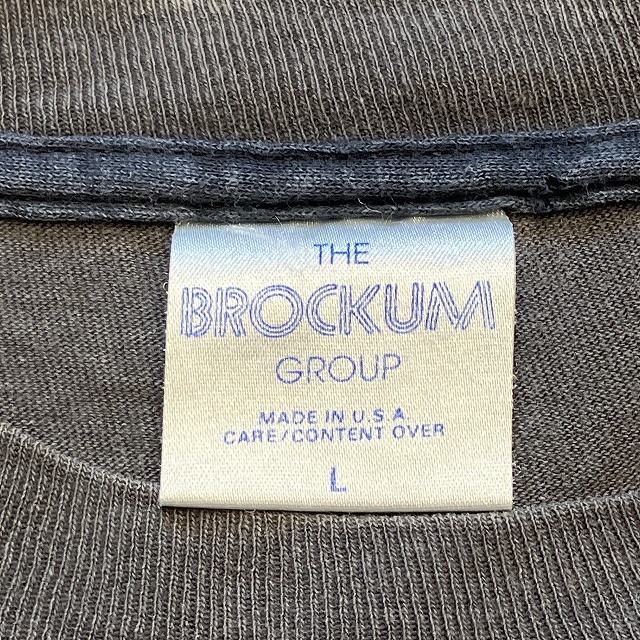 THE
BROCKUM
GROUP
MADE IN U.S.A.
CARE/CONTENT OVER
L